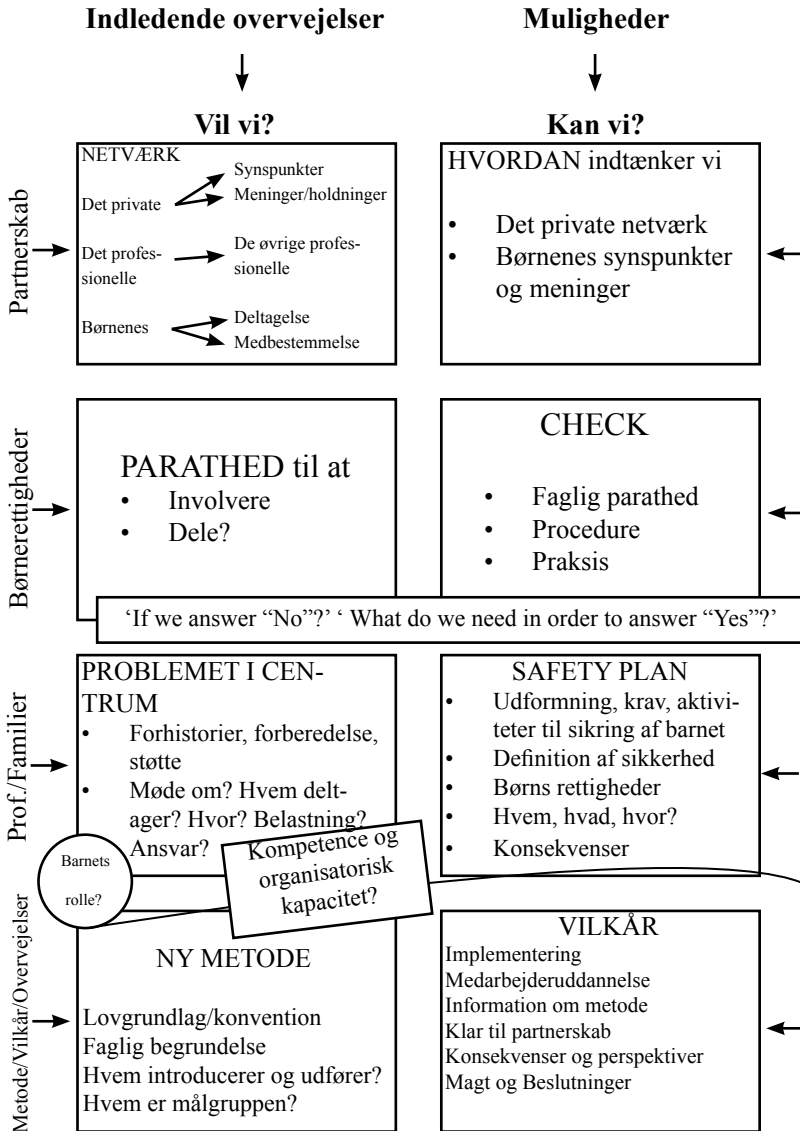 Indledende overvejelser
Muligheder
Vil vi?
Kan vi?
Partnerskab
NETVÆRK
Det private
Synspunkter
Meninger/holdninger
Det profes-
sionelle
De øvrige profes-
sionelle
Børnenes
Deltagelse
Medbestemmelse
HVORDAN indtænker vi
• Det private netværk
• Børnenes synspunkter
og meninger
Børnerettigheder
PARATHED til at
• Involvere
• Dele?
CHECK
• Faglig parathed
• Procedure
• Praksis
‘If we answer “No”?’ ‘ What do we need in order to answer “Yes”?’
Prof./Familier
PROBLEMET I CEN-
TRUM
• Forhistorier, forberedelse,
støtte
• Møde om? Hvem delt-
ager? Hvor? Belastning?
Ansvar?
SAFETY PLAN
• Udformning, krav, aktivi-
teter til sikring af barnet
• Definition af sikkerhed
• Børns rettigheder
• Hvem, hvad, hvor?
• Konsekvenser
Barnets
rolle?
Kompetence og
organisatorisk
kapacitet?
Metode/Vilkår/Overvejelser
NY METODE
Lovgrundlag/konvention
Faglig begrundelse
Hvem introducerer og udfører?
Hvem er målgruppen?
VILKÅR
Implementering
Medarbejderuddannelse
Information om metode
Klar til partnerskab
Konsekvenser og perspektiver
Magt og Beslutninger